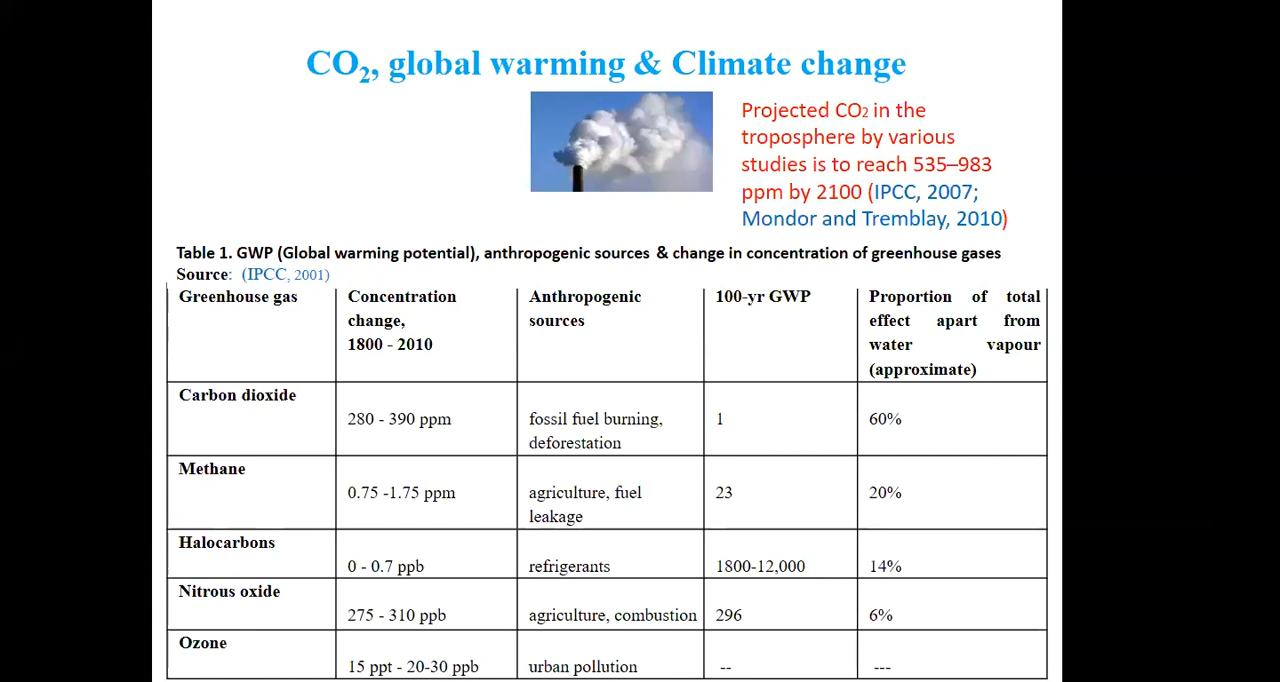 CO2, global warming & Climate change
Projected CO2 in the
troposphere by various
studies is to reach 535–983
ppm by 2100 (IPCC, 2007;
Mondor and Tremblay, 2010)
Table 1. GWP (Global warming potential), anthropogenic sources & change in concentration of greenhouse gases
Source: (IPCC, 2001)
Greenhouse gas
Concentration
change,
1800 - 2010
Anthropogenic
sources
100-yr GWP
Proportion of total
effect apart from
water vapour
(approximate)
Carbon dioxide
280 - 390 ppm
fossil fuel burning,
deforestation
1
60%
Methane
0.75 -1.75 ppm
agriculture, fuel
leakage
23
20%
Halocarbons
0 - 0.7 ppb
refrigerants
1800-12,000
14%
Nitrous oxide
275 - 310 ppb
agriculture, combustion
296
6%
Ozone
15 ppt - 20-30 ppb
urban pollution
--
---